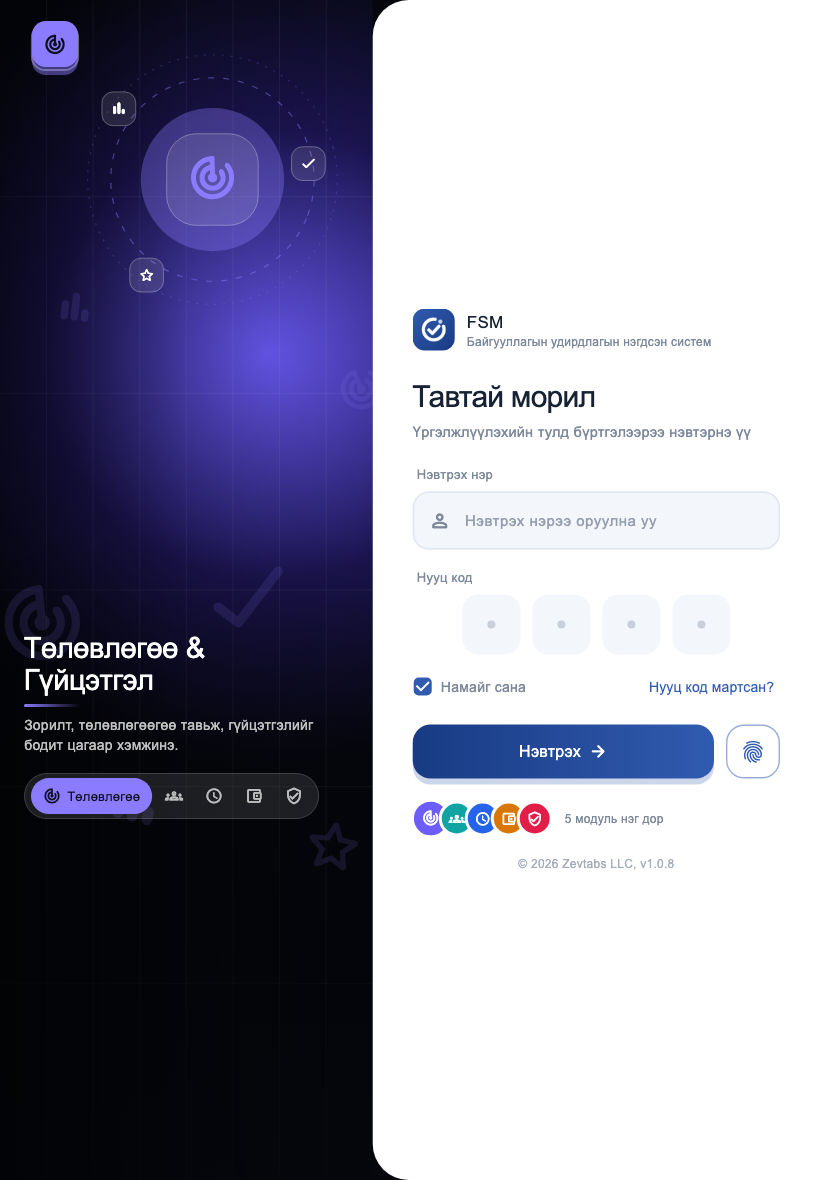 Төлөвлөгөө &
Гүйцэтгэл
Зорилт, төлөвлөгөөгөө тавьж, гүйцэтгэлийг
бодит цагаар хэмжинэ.
Төлөвлөгөө
FSM
Байгууллагын удирдлагын нэгдсэн систем
Тавтай морил
Үргэлжлүүлэхийн тулд бүртгэлээрээ нэвтэрнэ үү
Нэвтрэх нэр
Нэвтрэх нэрээ оруулна уу
Нууц код
Намайг сана
Нууц код мартсан?
Нэвтрэх
5 модуль нэг дор
© 2026 Zevtabs LLC, v1.0.8